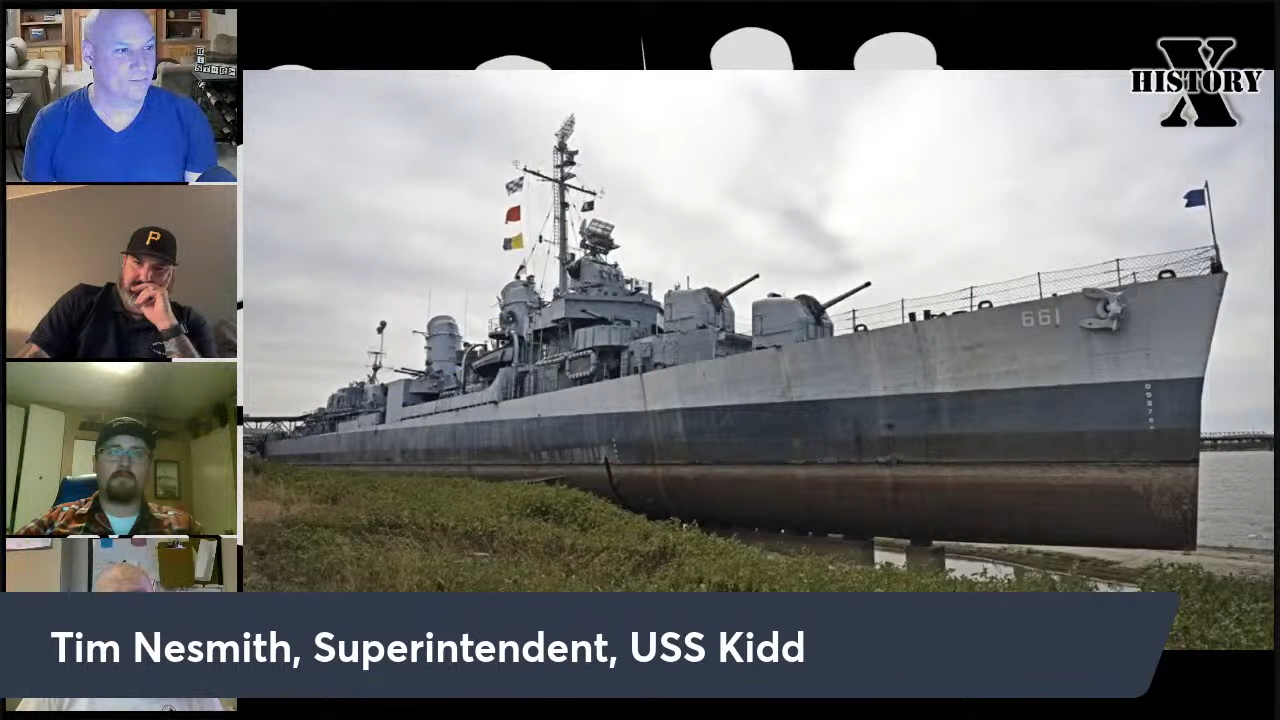 X
HISTORY
P
661
Tim Nesmith, Superintendent, USS Kidd